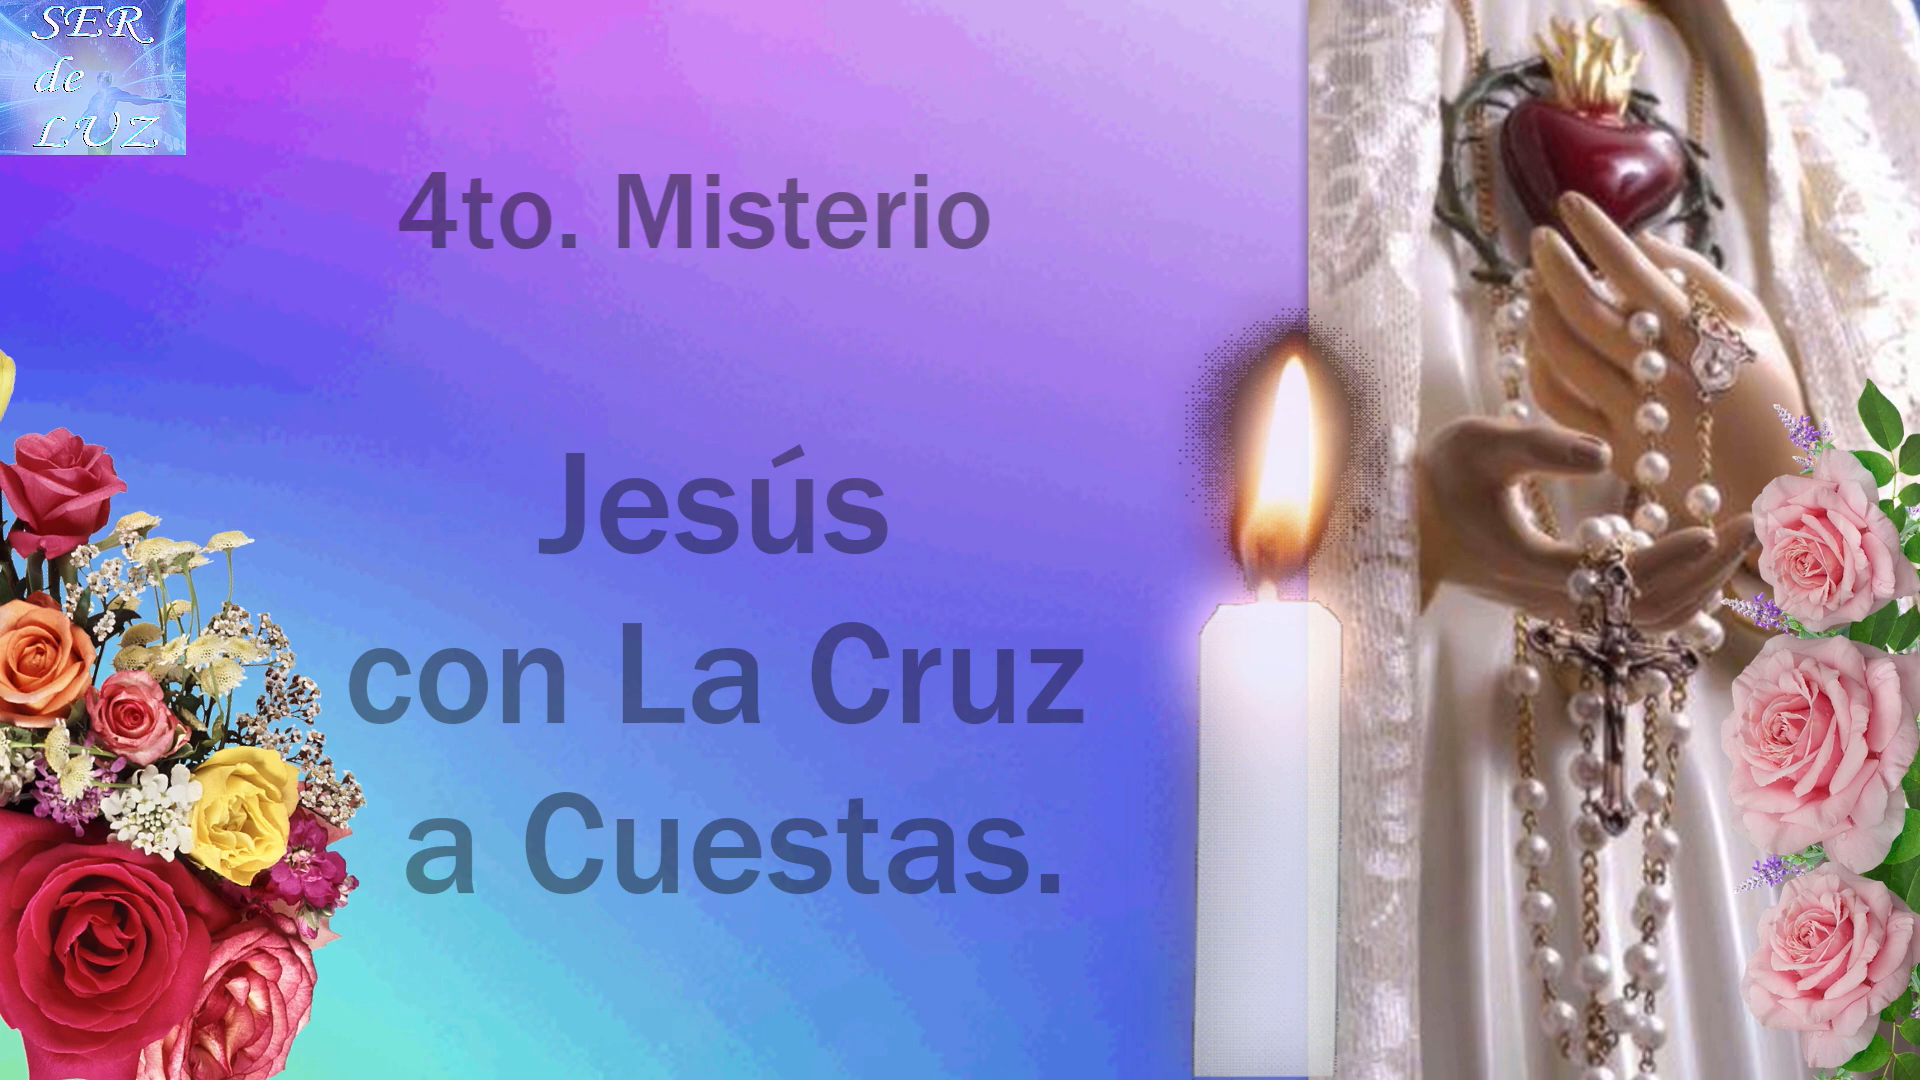 SER
de
LUZ
4to. Misterio
Jesús
con La Cruz
a Cuestas.